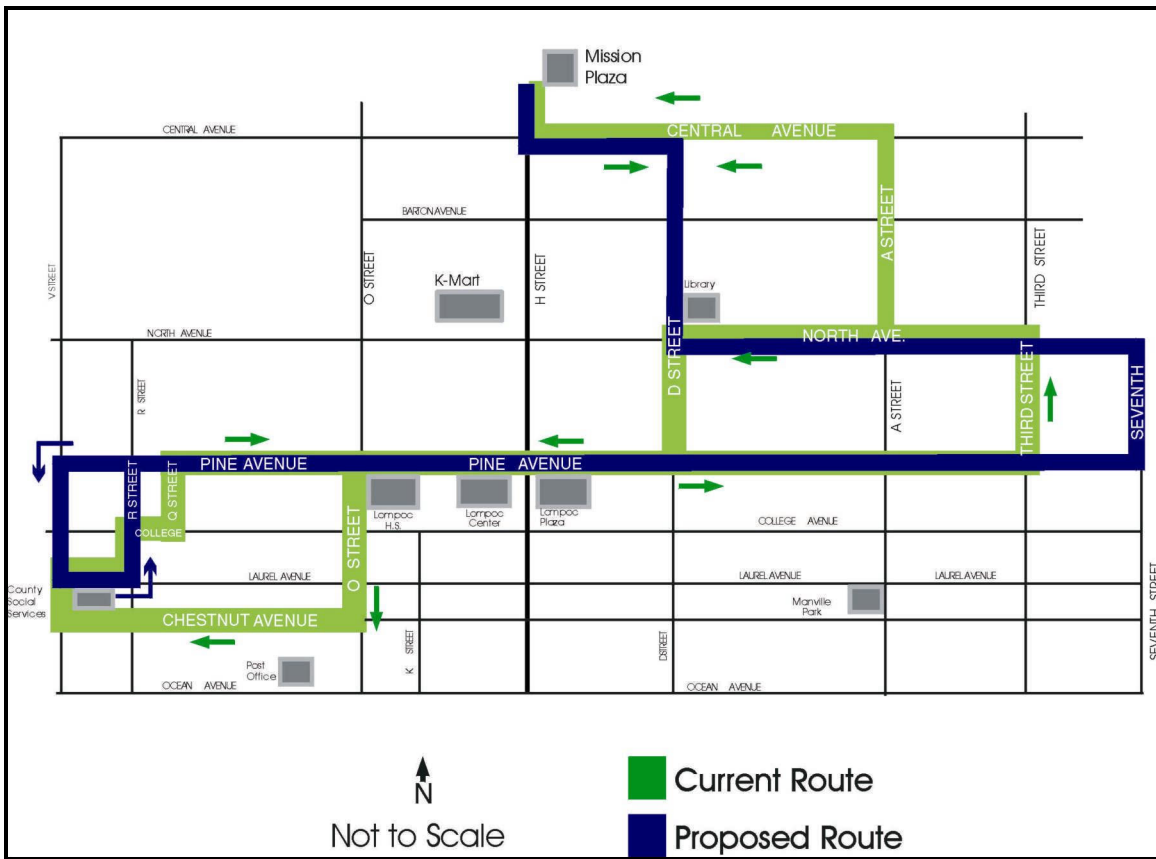 Mission
Plaza
CENTRAL AVENUE
CENTRAL AVENUE
BARTON AVENUE
A STREET
V STREET
O STREET
K-Mart
H STREET
Library
THIRD STREET
NORTH AVENUE
NORTH AVE.
D STREET
R STREET
A STREET
THIRD STREET
SEVENTH
PINE AVENUE
PINE AVENUE
R STREET
Q STREET
Lompoc
H.S.
Lompoc
Center
Lompoc
Plaza
COLLEGE
COLLEGE AVENUE
O STREET
LAUREL AVENUE
LAUREL AVENUE
LAUREL AVENUE
County
Social
Services
Manville
Park
CHESTNUT AVENUE
K STREET
DSTREET
SEVENTH STREET
Post
Office
OCEAN AVENUE
OCEAN AVENUE
N
Not to Scale
Current Route
Proposed Route